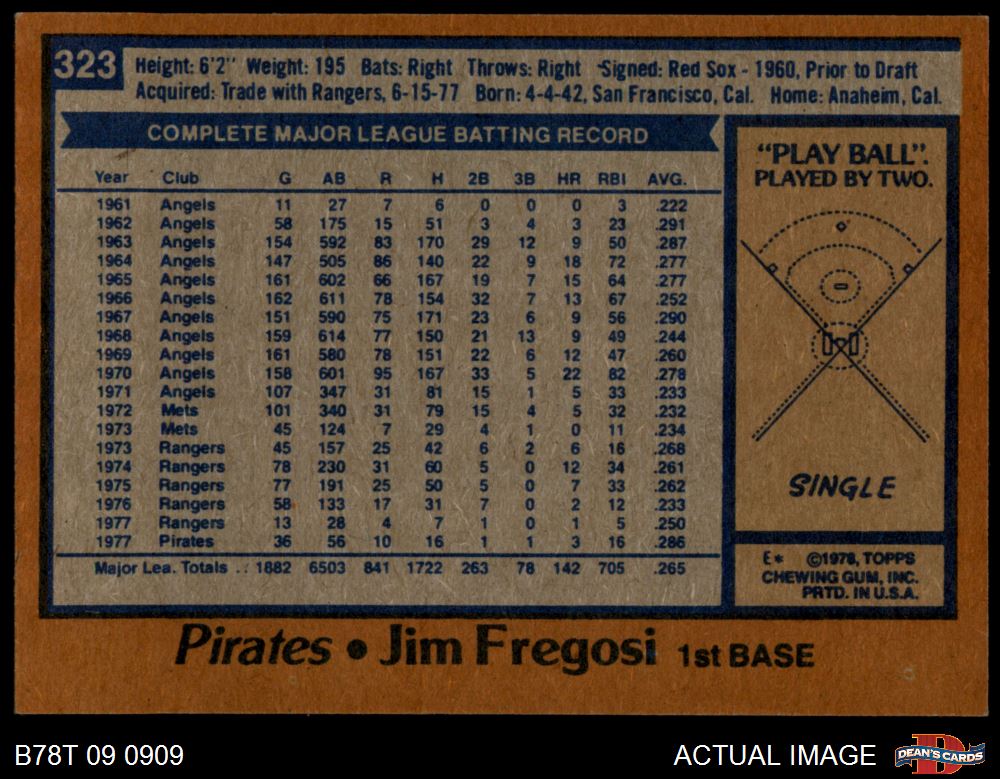 323
Height: 6'2" Weight: 195 Bats: Right Throws: Right Signed: Red Sox - 1960, Prior to Draft
Acquired: Trade with Rangers, 6-15-77 Born: 4-4-42, San Francisco, Cal. Home: Anaheim, Cal.
COMPLETE MAJOR LEAGUE BATTING RECORD
Year Club G AB R H 2B 3B HR RBI AVG.
1961 Angels 11 27 7 6 0 0 0 3 .222
1962 Angels 58 175 15 51 3 4 3 23 .291
1963 Angels 154 592 83 170 29 12 9 50 .287
1964 Angels 147 505 86 140 22 9 18 72 .277
1965 Angels 161 602 66 167 19 7 15 64 .277
1966 Angels 162 611 78 154 32 7 13 67 .252
1967 Angels 151 590 75 171 23 6 9 56 .290
1968 Angels 159 614 77 150 21 13 9 49 .244
1969 Angels 161 580 78 151 22 6 12 47 .260
1970 Angels 158 601 95 167 33 5 22 82 .278
1971 Angels 107 347 31 81 15 1 5 33 .233
1972 Mets 101 340 31 79 15 4 5 32 .232
1973 Mets 45 124 7 29 4 1 0 11 .234
1973 Rangers 45 157 25 42 6 2 6 16 .268
1974 Rangers 78 230 31 60 5 0 12 34 .261
1975 Rangers 77 191 25 50 5 0 7 33 .262
1976 Rangers 58 133 17 31 7 0 2 12 .233
1977 Rangers 13 28 4 7 1 0 1 5 .250
1977 Pirates 36 56 10 16 1 1 3 16 .286
Major Lea. Totals .. 1882 6503 841 1722 263 78 142 705 .265
"PLAY BALL".
PLAYED BY TWO.
SINGLE
E* ©1978, TOPPS
CHEWING GUM, INC.
PRTD. IN U.S.A.
Pirates • Jim Fregosi 1st BASE
B78T 09 0909
ACTUAL IMAGE
DEAN'S CARDS